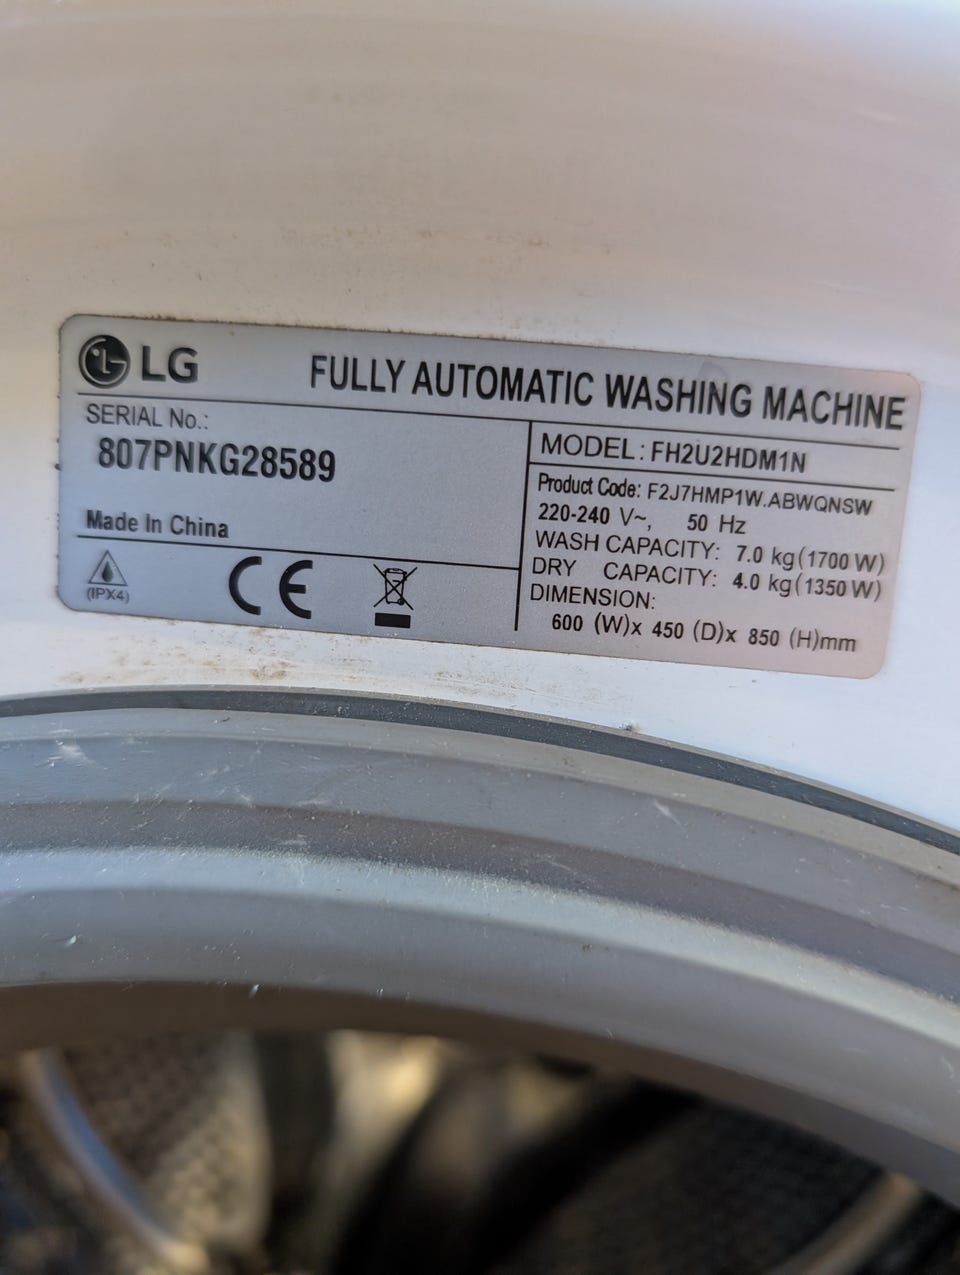 LG FULLY AUTOMATIC WASHING MACHINE
SERIAL No.:
807PNKG28589
Made In China
(IPX4)
CE
MODEL : FH2U2HDM1N
Product Code: F2J7HMP1W.ABWQNSW
220-240 V~, 50 Hz
WASH CAPACITY: 7.0 kg(1700 W)
DRY CAPACITY: 4.0 kg(1350 W)
DIMENSION:
600 (W)x 450 (D)x 850 (H)mm